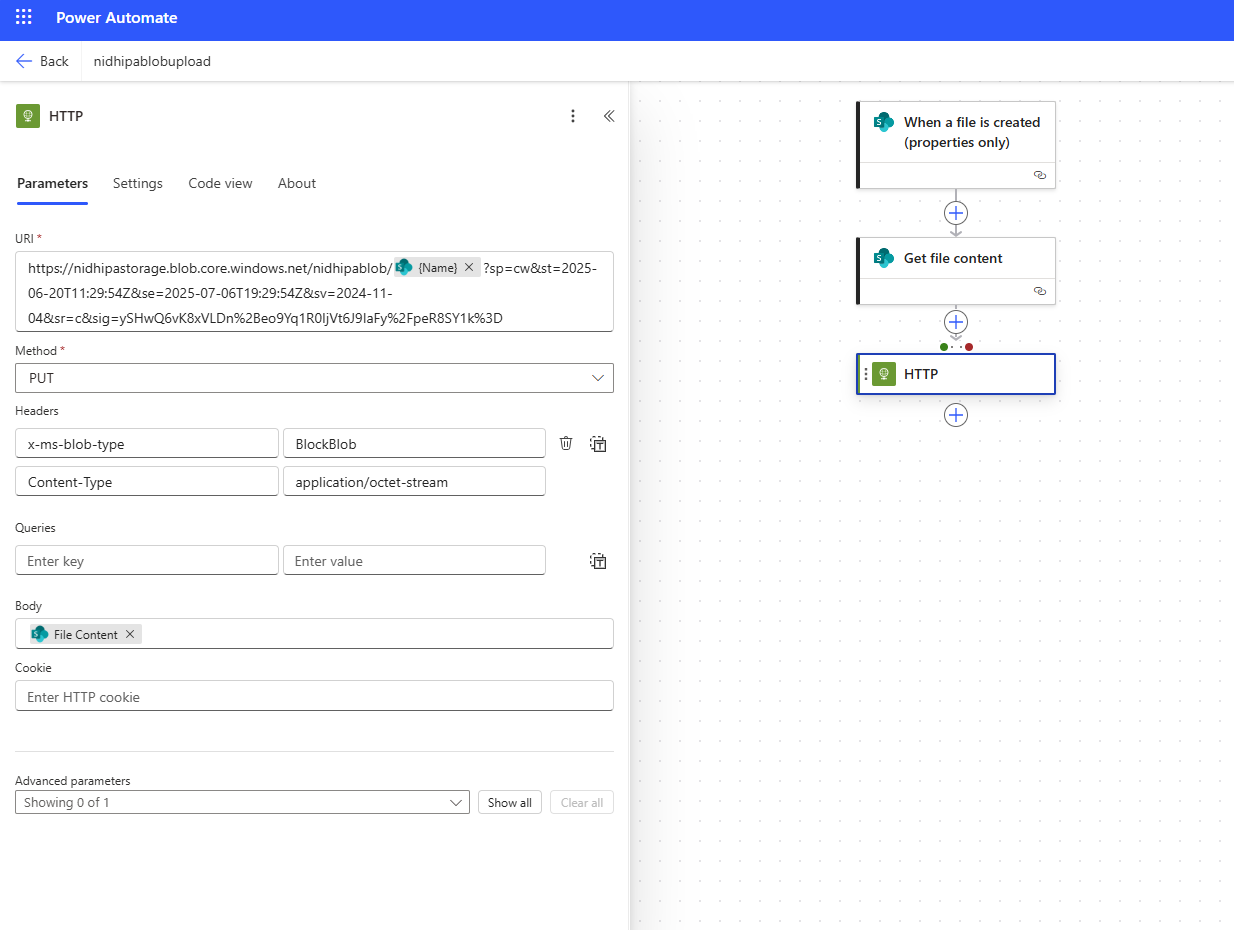 Power Automate
Back
nidhipablobupload
HTTP
Parameters
Settings
Code view
About
URI *
https://nidhipastorage.blob.core.windows.net/nidhipablob/ {Name} ?sp=cw&st=2025-
06-20T11:29:54Z&se=2025-07-06T19:29:54Z&sv=2024-11-
04&sr=c&sig=ySHwQ6vK8xVLDn%2Beo9Yq1R0IjVt6J9IaFy%2FpeR8SY1k%3D
Method *
PUT
Headers
x-ms-blob-type
BlockBlob
Content-Type
application/octet-stream
Queries
Enter key
Enter value
Body
File Content
Cookie
Enter HTTP cookie
Advanced parameters
Showing 0 of 1
Show all
Clear all
When a file is created
(properties only)
Get file content
HTTP